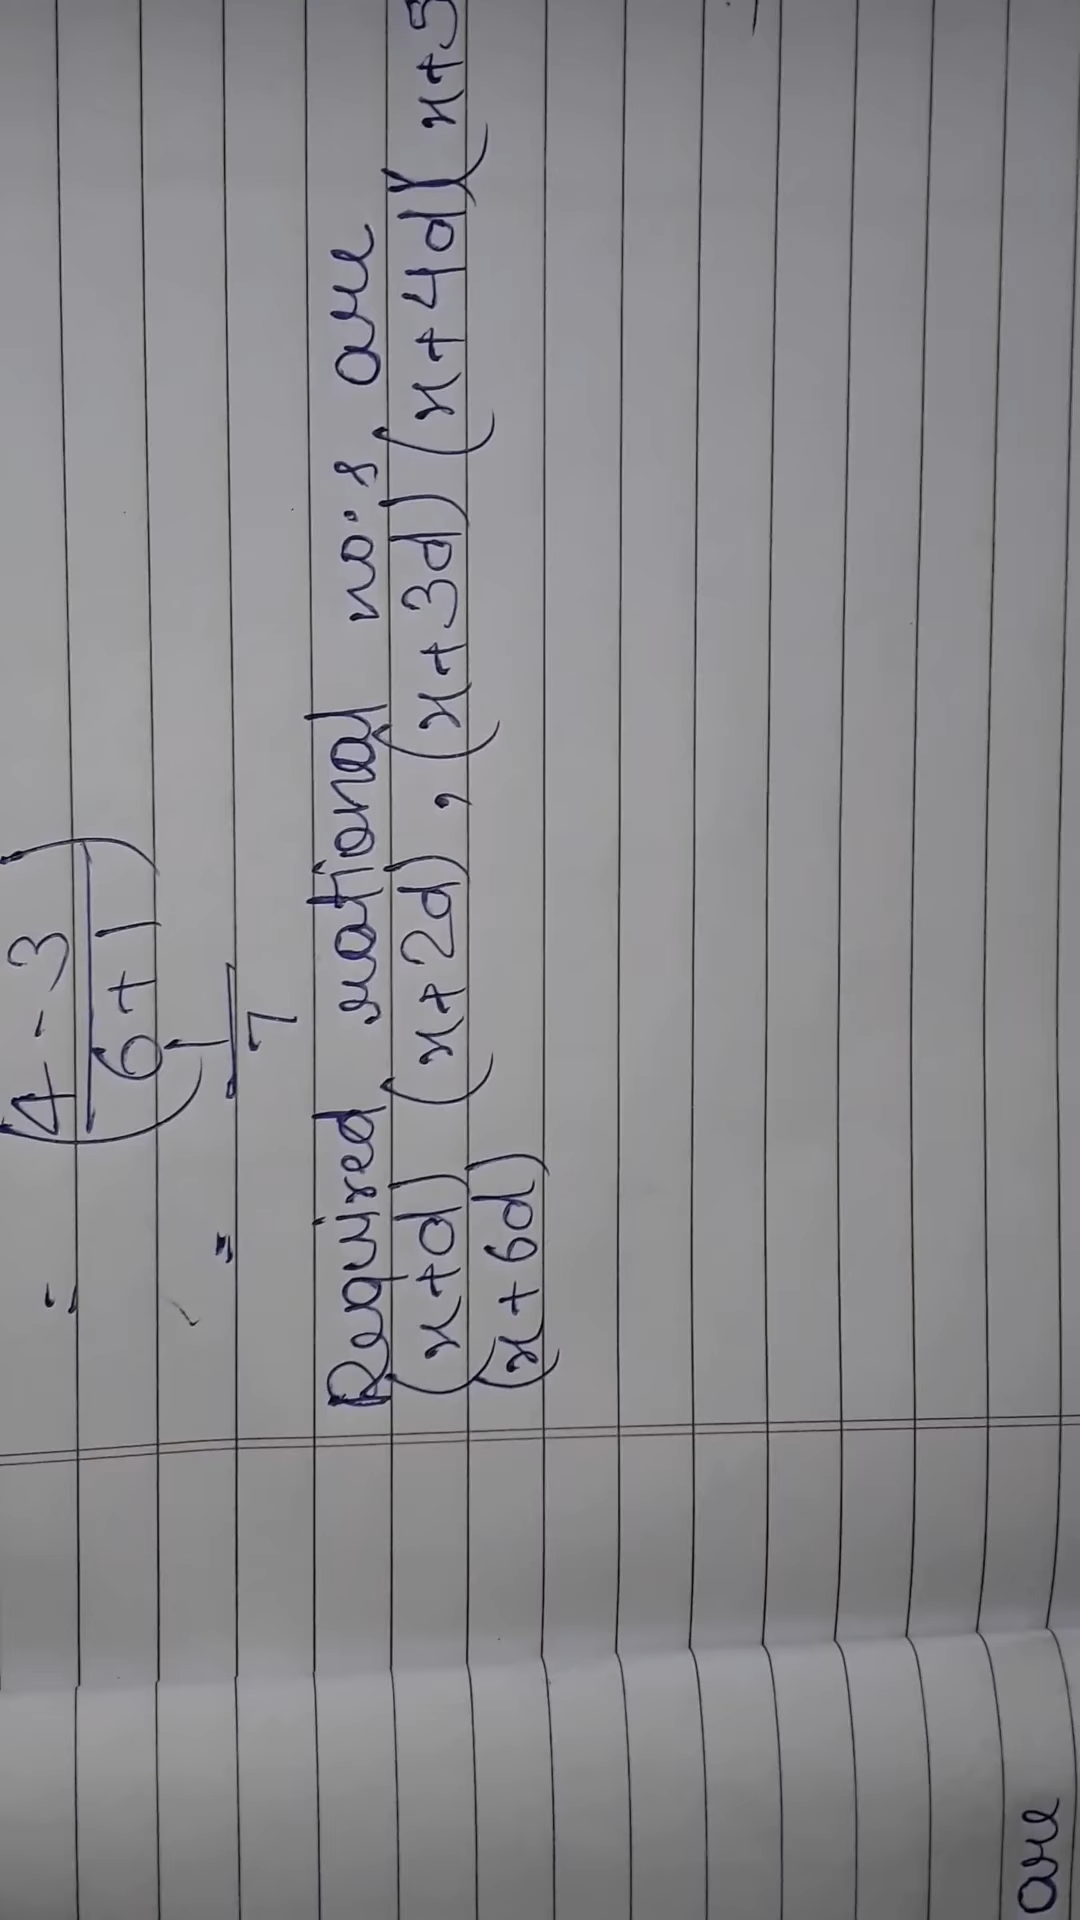 = (4-3
6+1)
= 1
7
Required rational no.s are
(x+d) (x+2d), (x+3d) (x+4d) (x+5
(x+6d)
are